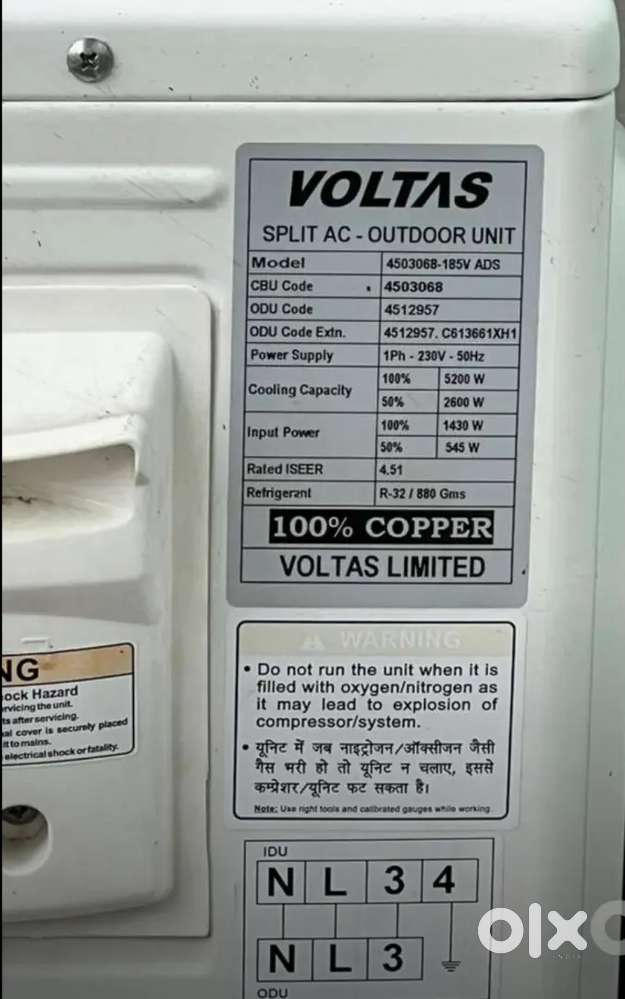 VOLTAS
SPLIT AC - OUTDOOR UNIT
Model 4503068-185V ADS
CBU Code 4503068
ODU Code 4512957
ODU Code Extn. 4512957. C613661XH1
Power Supply 1Ph - 230V - 50Hz
Cooling Capacity 100% 5200 W
50% 2600 W
Input Power 100% 1430 W
50% 545 W
Rated ISEER 4.51
Refrigerant R-32 / 880 Gms
100% COPPER
VOLTAS LIMITED
WARNING
• Do not run the unit when it is
filled with oxygen/nitrogen as
it may lead to explosion of
compressor/system.
• यूनिट में जब नाइट्रोजन/ऑक्सीजन जैसी
गैस भरी हो तो यूनिट न चलाए, इससे
कम्प्रेशर/यूनिट फट सकता है।
Note: Use right tools and calibrated gauges while working
NG
ock Hazard
rvicing the unit.
ts after servicing.
al cover is securely placed
it to mains.
electrical shock or fatality.
IDU
N L 3 4
N L 3
ODU
olx
INDIA